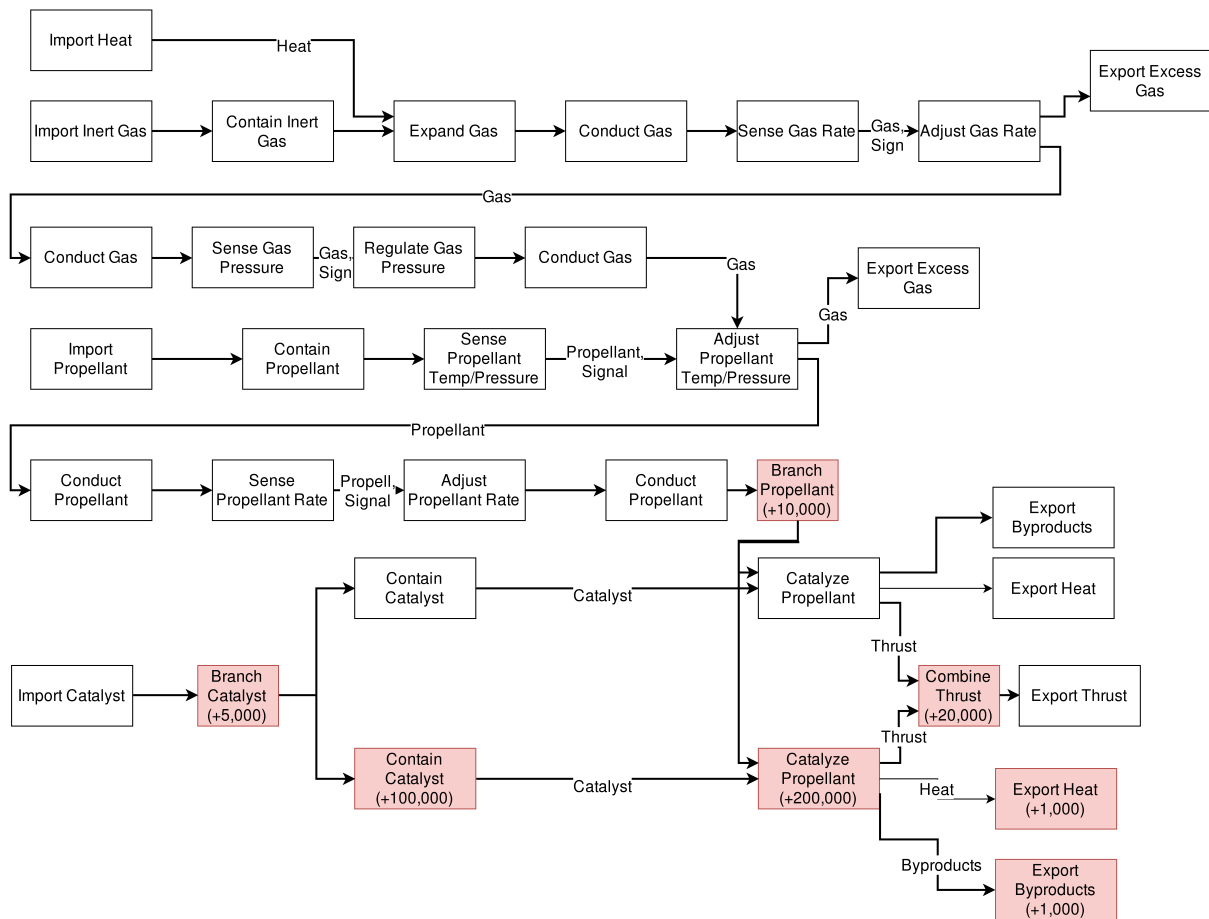 Import Heat
Heat
Export Excess
Gas
Import Inert Gas
Contain Inert
Gas
Expand Gas
Conduct Gas
Sense Gas Rate
Gas,
Sign
Adjust Gas Rate
Gas
Conduct Gas
Sense Gas
Pressure
Gas,
Sign
Regulate Gas
Pressure
Conduct Gas
Gas
Export Excess
Gas
Gas
Import
Propellant
Contain
Propellant
Sense
Propellant
Temp/Pressure
Propellant,
Signal
Adjust
Propellant
Temp/Pressure
Propellant
Conduct
Propellant
Sense
Propellant Rate
Propell,
Signal
Adjust
Propellant Rate
Conduct
Propellant
Branch
Propellant
(+10,000)
Export
Byproducts
Contain
Catalyst
Catalyst
Catalyze
Propellant
Export Heat
Thrust
Import Catalyst
Branch
Catalyst
(+5,000)
Combine
Thrust
(+20,000)
Export Thrust
Thrust
Contain
Catalyst
(+100,000)
Catalyst
Catalyze
Propellant
(+200,000)
Heat
Export Heat
(+1,000)
Byproducts
Export
Byproducts
(+1,000)